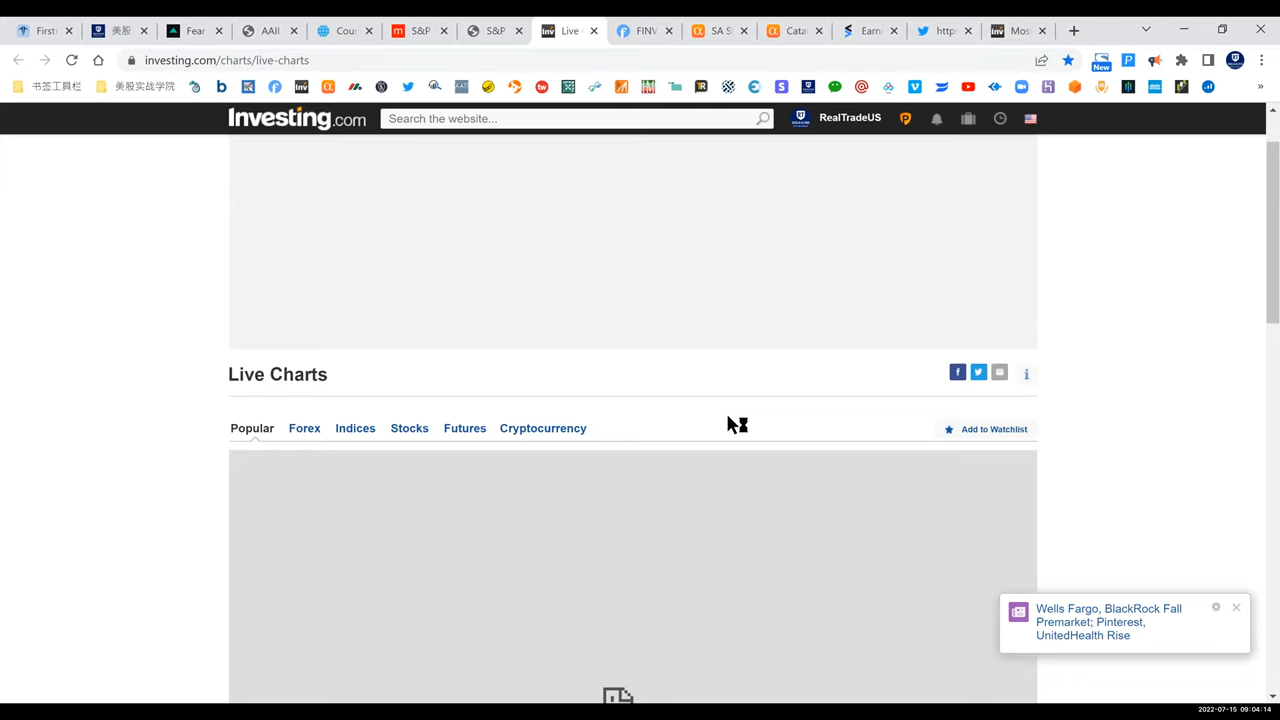 First
美股
Fear
AAII
Cour
S&P
S&P
Live
FINV
SA S
Catal
Earni
http
Mos
investing.com/charts/live-charts
New
书签工具栏
美股实战学院
Investing.com
Search the website...
RealTradeUS
Live Charts
Popular
Forex
Indices
Stocks
Futures
Cryptocurrency
Add to Watchlist
Wells Fargo, BlackRock Fall
Premarket; Pinterest,
UnitedHealth Rise
2022-07-15 09:04:14